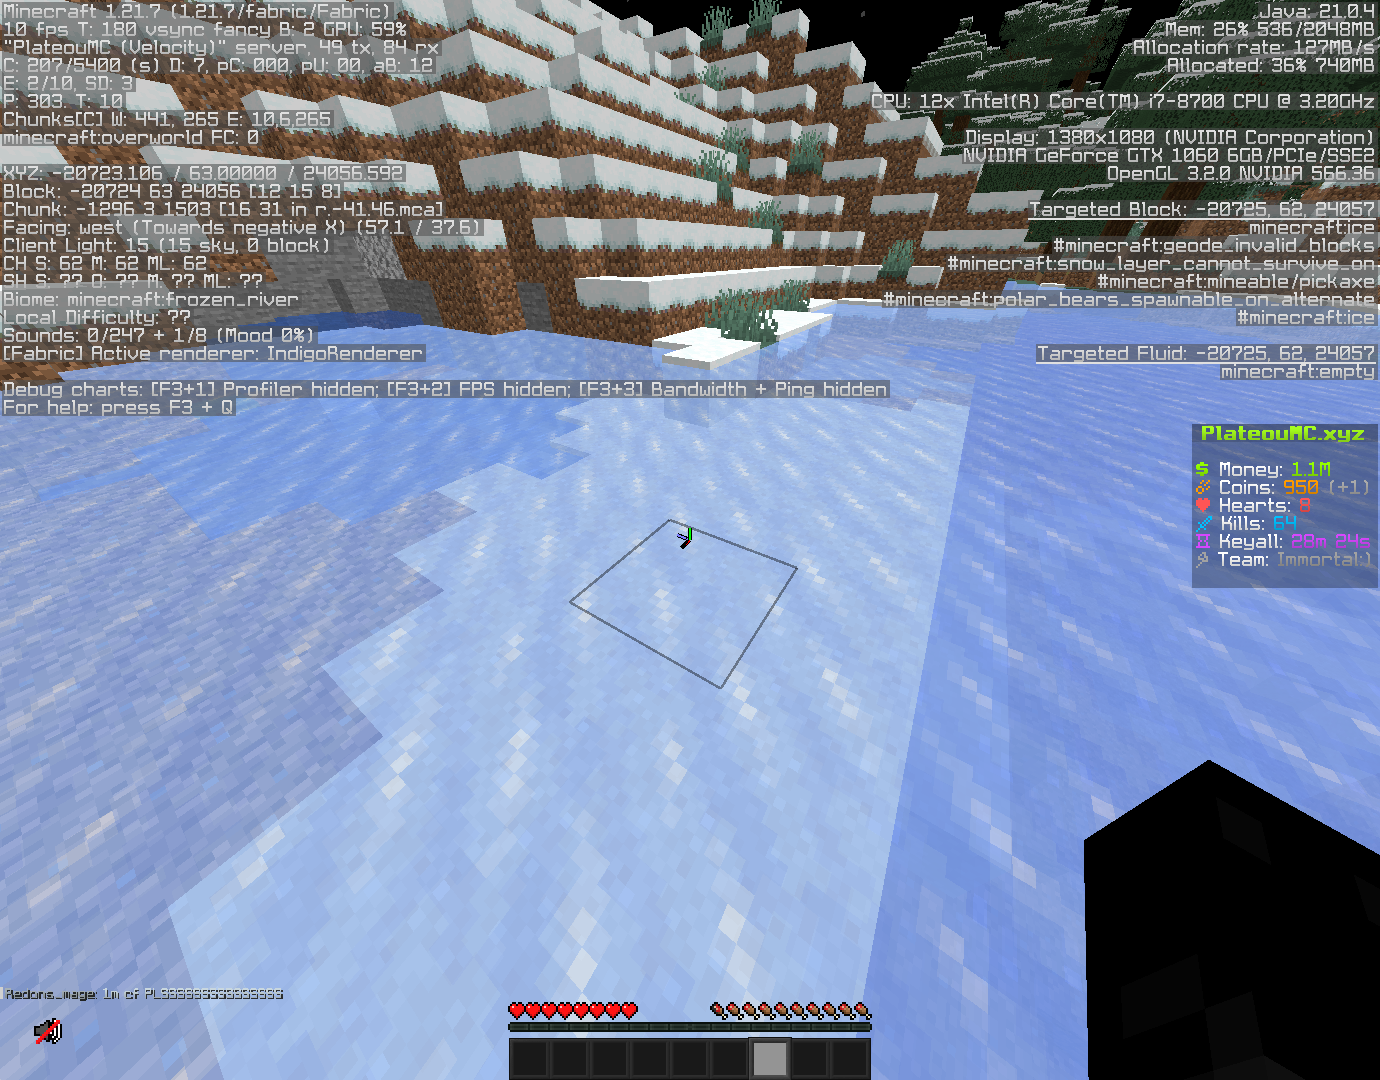 Minecraft 1.21.7 (1.21.7/fabric/Fabric)
10 fps T: 180 vsync fancy B: 2 GPU: 59%
"PlateouMC (Velocity)" server, 49 tx, 84 rx
C: 207/5400 (s) D: 7, pC: 000, pU: 00, aB: 12
E: 2/10, SD: 3
P: 303. T: 10
Chunks[C] W: 441, 265 E: 10,6,265
minecraft:overworld FC: 0
XYZ: -20723.106 / 63.00000 / 24056.592
Block: -20724 63 24056 [12 15 8]
Chunk: -1296 3 1503 [16 31 in r.-41.46.mca]
Facing: west (Towards negative X) (57.1 / 37.6)
Client Light: 15 (15 sky, 0 block)
CH S: 62 M: 62 ML: 62
SH S: ?? O: ?? M: ?? ML: ??
Biome: minecraft:frozen_river
Local Difficulty: ??
Sounds: 0/247 + 1/8 (Mood 0%)
[Fabric] Active renderer: IndigoRenderer
Debug charts: [F3+1] Profiler hidden; [F3+2] FPS hidden; [F3+3] Bandwidth + Ping hidden
For help: press F3 + Q
Java: 21.0.4
Mem: 26% 536/2048MB
Allocation rate: 127MB/s
Allocated: 36% 740MB
CPU: 12x Intel(R) Core(TM) i7-8700 CPU @ 3.20GHz
Display: 1380x1080 (NVIDIA Corporation)
NVIDIA GeForce GTX 1060 6GB/PCIe/SSE2
OpenGL 3.2.0 NVIDIA 566.36
Targeted Block: -20725, 62, 24057
minecraft:ice
#minecraft:geode_invalid_blocks
#minecraft:snow_layer_cannot_survive_on
#minecraft:mineable/pickaxe
#minecraft:polar_bears_spawnable_on_alternate
#minecraft:ice
Targeted Fluid: -20725, 62, 24057
minecraft:empty
PlateouMC.xyz
$ Money: 1.1M
Coins: 950 (+1)
Hearts: 8
Kills: 64
Keyall: 28m 24s
Team: Immortal:)